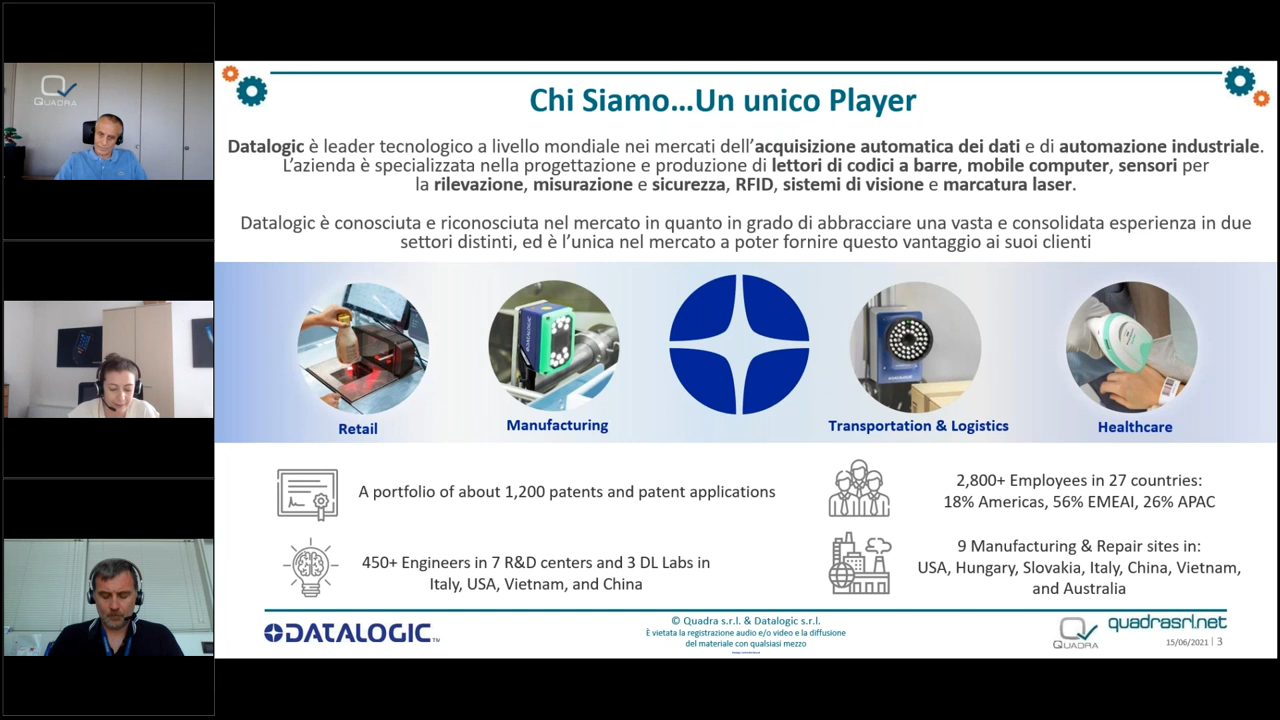 QUADRA
Chi Siamo...Un unico Player
Datalogic è leader tecnologico a livello mondiale nei mercati dell'acquisizione automatica dei dati e di automazione industriale.
L'azienda è specializzata nella progettazione e produzione di lettori di codici a barre, mobile computer, sensori per
la rilevazione, misurazione e sicurezza, RFID, sistemi di visione e marcatura laser.
Datalogic è conosciuta e riconosciuta nel mercato in quanto in grado di abbracciare una vasta e consolidata esperienza in due
settori distinti, ed è l'unica nel mercato a poter fornire questo vantaggio ai suoi clienti
DATALOGIC
Retail
Manufacturing
Transportation & Logistics
Healthcare
A portfolio of about 1,200 patents and patent applications
2,800+ Employees in 27 countries:
18% Americas, 56% EMEAI, 26% APAC
450+ Engineers in 7 R&D centers and 3 DL Labs in
Italy, USA, Vietnam, and China
9 Manufacturing & Repair sites in:
USA, Hungary, Slovakia, Italy, China, Vietnam,
and Australia
DATALOGIC™
© Quadra s.r.l. & Datalogic s.r.l.
È vietata la registrazione audio e/o video e la diffusione
del materiale con qualsiasi mezzo
QUADRA
quadrasrl.net
15/06/2021 | 3